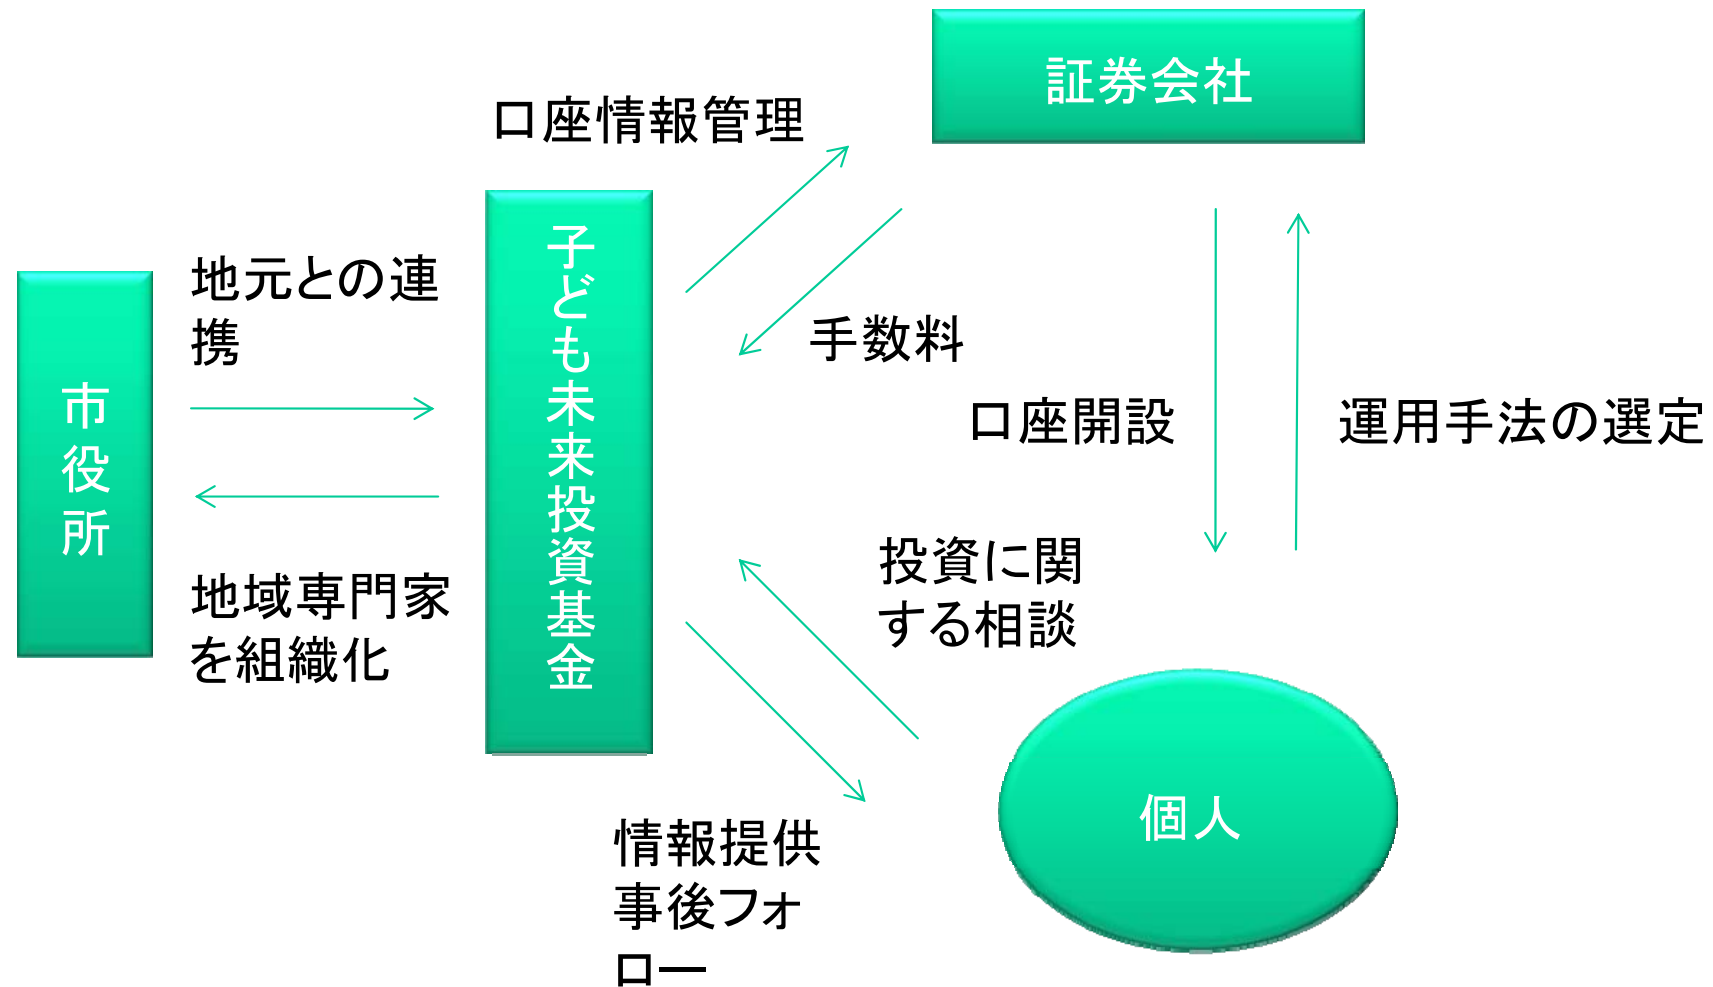 証券会社
口座情報管理
子ども未来投資基金
地元との連
携
手数料
市役所
口座開設
運用手法の選定
投資に関
する相談
地域専門家
を組織化
個人
情報提供
事後フォ
ロー